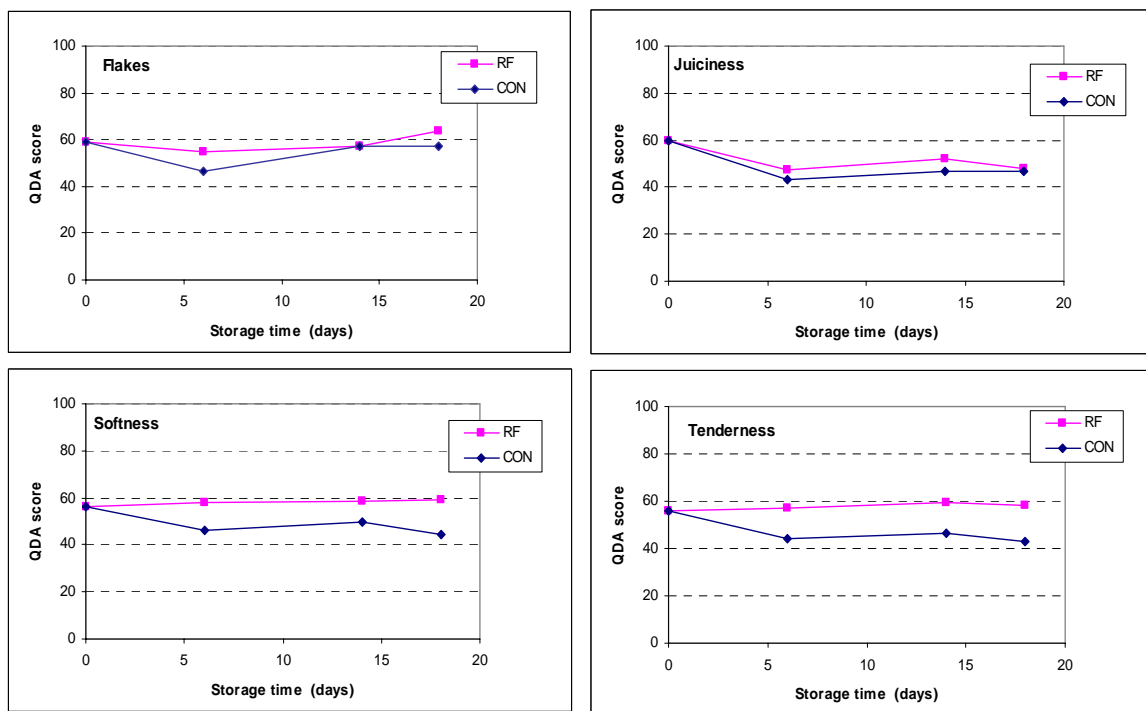 Flakes
RF
CON
100
80
60
40
20
0
QDA score
0 5 10 15 20
Storage time (days)
Juiciness
RF
CON
100
80
60
40
20
0
QDA score
0 5 10 15 20
Storage time (days)
Softness
RF
CON
100
80
60
40
20
0
QDA score
0 5 10 15 20
Storage time (days)
Tenderness
RF
CON
100
80
60
40
20
0
QDA score
0 5 10 15 20
Storage time (days)